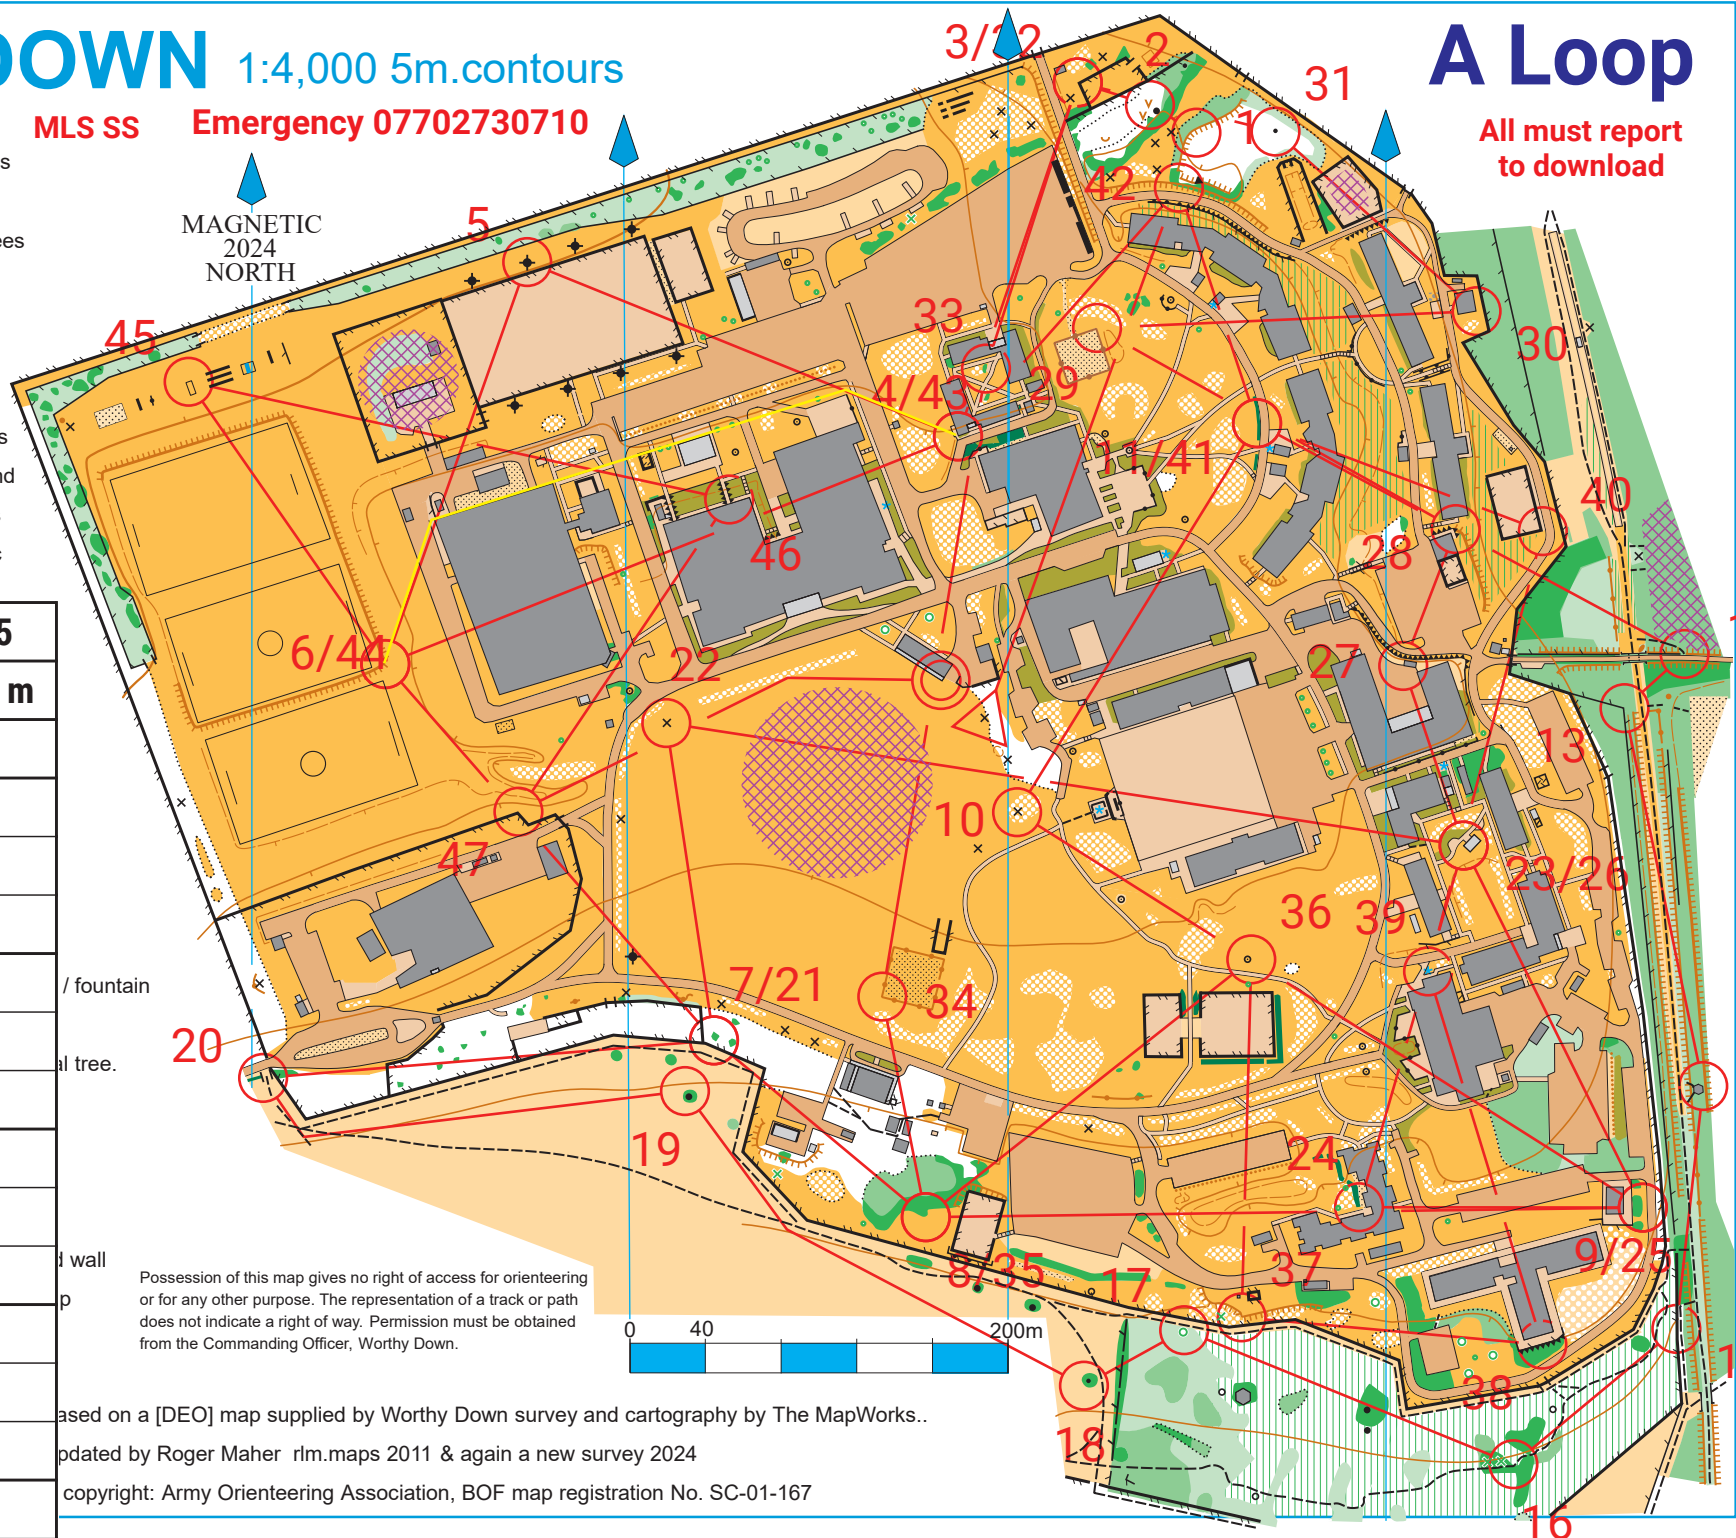 DOWN 1:4,000 5m.contours
MLS SS Emergency 07702730710
A Loop
All must report
to download
MAGNETIC
2024
NORTH
s
ees
s
nd
5
m
/ fountain
al tree.
d wall
p
3/32
2
31
1
42
5
45
33
30
4/43
29
11/41
40
46
28
6/44
22
27
13
10
47
23/26
36
39
7/21
34
20
19
24
8/35
17
37
9/25
38
18
16
1
Possession of this map gives no right of access for orienteering
or for any other purpose. The representation of a track or path
does not indicate a right of way. Permission must be obtained
from the Commanding Officer, Worthy Down.
0 40 200m
ased on a [DEO] map supplied by Worthy Down survey and cartography by The MapWorks..
pdated by Roger Maher rlm.maps 2011 & again a new survey 2024
copyright: Army Orienteering Association, BOF map registration No. SC-01-167